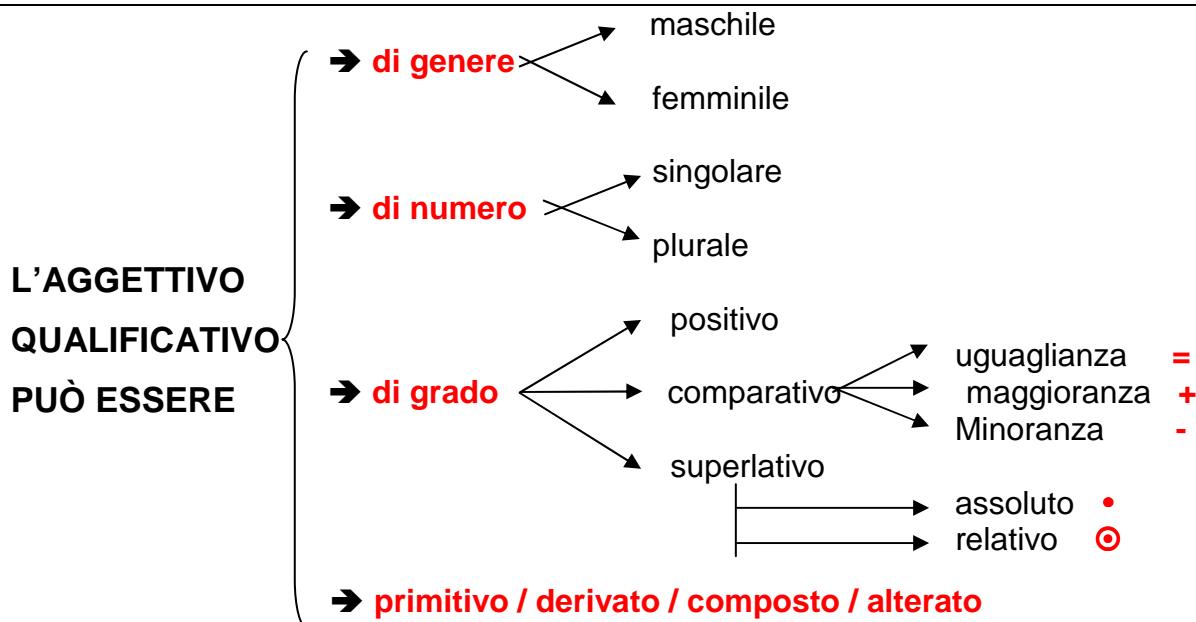 maschile
➔ di genere
femminile
singolare
➔ di numero
plurale
L’AGGETTIVO
QUALIFICATIVO
PUÒ ESSERE
positivo
➔ di grado
comparativo
uguaglianza =
maggioranza +
Minoranza -
superlativo
assoluto •
relativo ⊙
➔ primitivo / derivato / composto / alterato